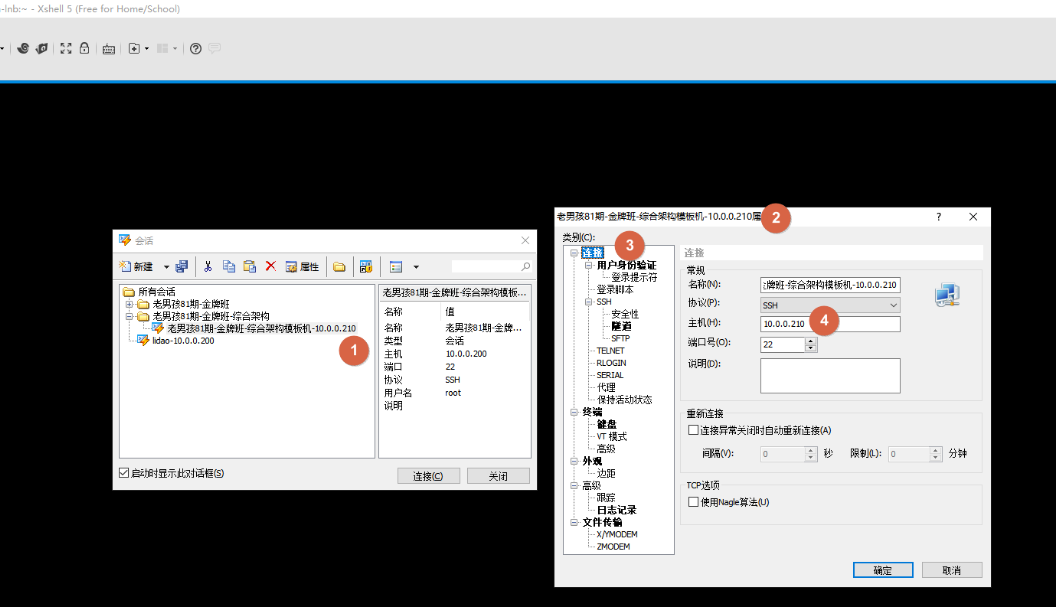 -lnb:~ - Xshell 5 (Free for Home/School)
会话
新建
属性
所有会话
老男孩81期-金牌班
老男孩81期-金牌班-综合架构
老男孩81期-金牌班-综合架构模板机-10.0.0.210
lidao-10.0.0.200
1
老男孩81期-金牌班-综合架构模板...
名称 值
名称 老男孩81期-金牌...
类型 会话
主机 10.0.0.200
端口 22
协议 SSH
用户名 root
说明
启动时显示此对话框(S)
连接(C)
关闭
老男孩81期-金牌班-综合架构模板机-10.0.0.210属
2
?
类别(C):
3
连接
用户身份验证
登录提示符
登录脚本
SSH
安全性
隧道
SFTP
TELNET
RLOGIN
SERIAL
代理
保持活动状态
终端
键盘
VT 模式
高级
外观
边距
高级
跟踪
日志记录
文件传输
X/YMODEM
ZMODEM
连接
常规
名称(N): 牌班-综合架构模板机-10.0.0.210
协议(P): SSH
主机(H): 10.0.0.210
4
端口号(O): 22
说明(D):
重新连接
连接异常关闭时自动重新连接(A)
间隔(V): 0 秒 限制(L): 0 分钟
TCP选项
使用Nagle算法(U)
确定
取消